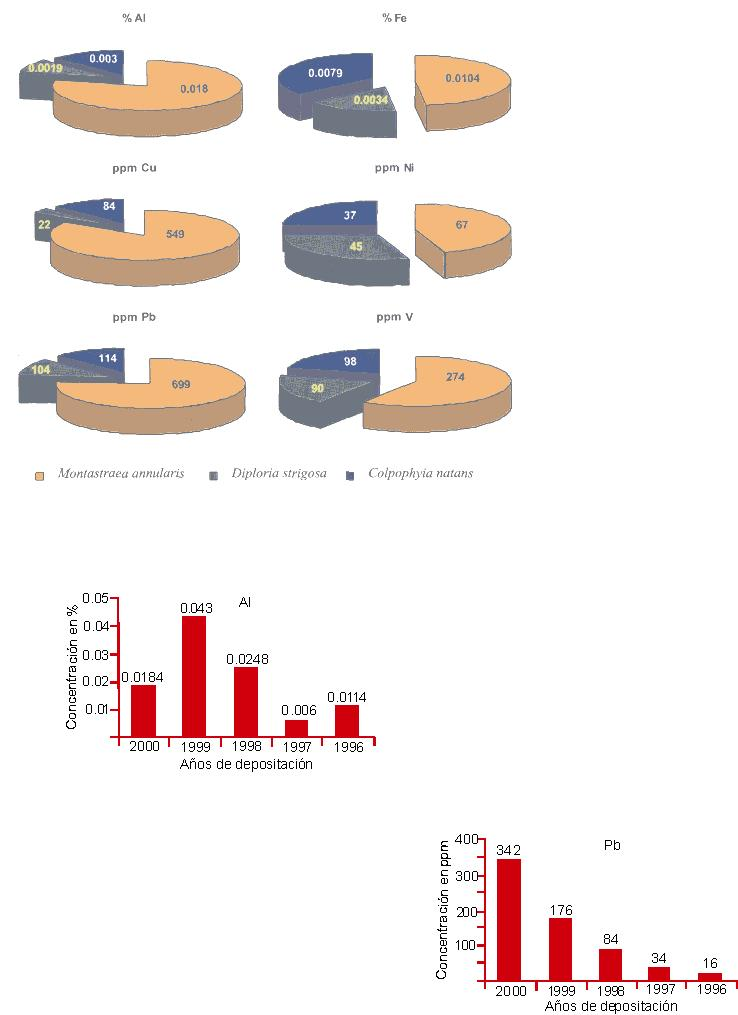 % Al
% Fe
0.0019
0.003
0.018
0.0079
0.0034
0.0104
ppm Cu
ppm Ni
22
84
549
37
45
67
ppm Pb
ppm V
104
114
699
98
90
274
Montastraea annularis
Diploria strigosa
Colpophyia natans
Al
Concentración en %
0.05
0.04
0.03
0.02
0.01
0.0184
0.043
0.0248
0.006
0.0114
2000 1999 1998 1997 1996
Años de depositación
Pb
Concentración en ppm
400
300
200
100
342
176
84
34
16
2000 1999 1998 1997 1996
Años de depositación